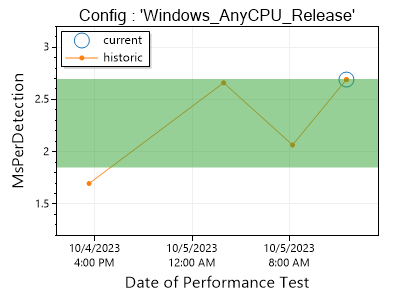 Config : 'Windows_AnyCPU_Release'
current
historic
3
2.5
2
1.5
MsPerDetection
10/4/2023
4:00 PM
10/5/2023
12:00 AM
10/5/2023
8:00 AM
Date of Performance Test